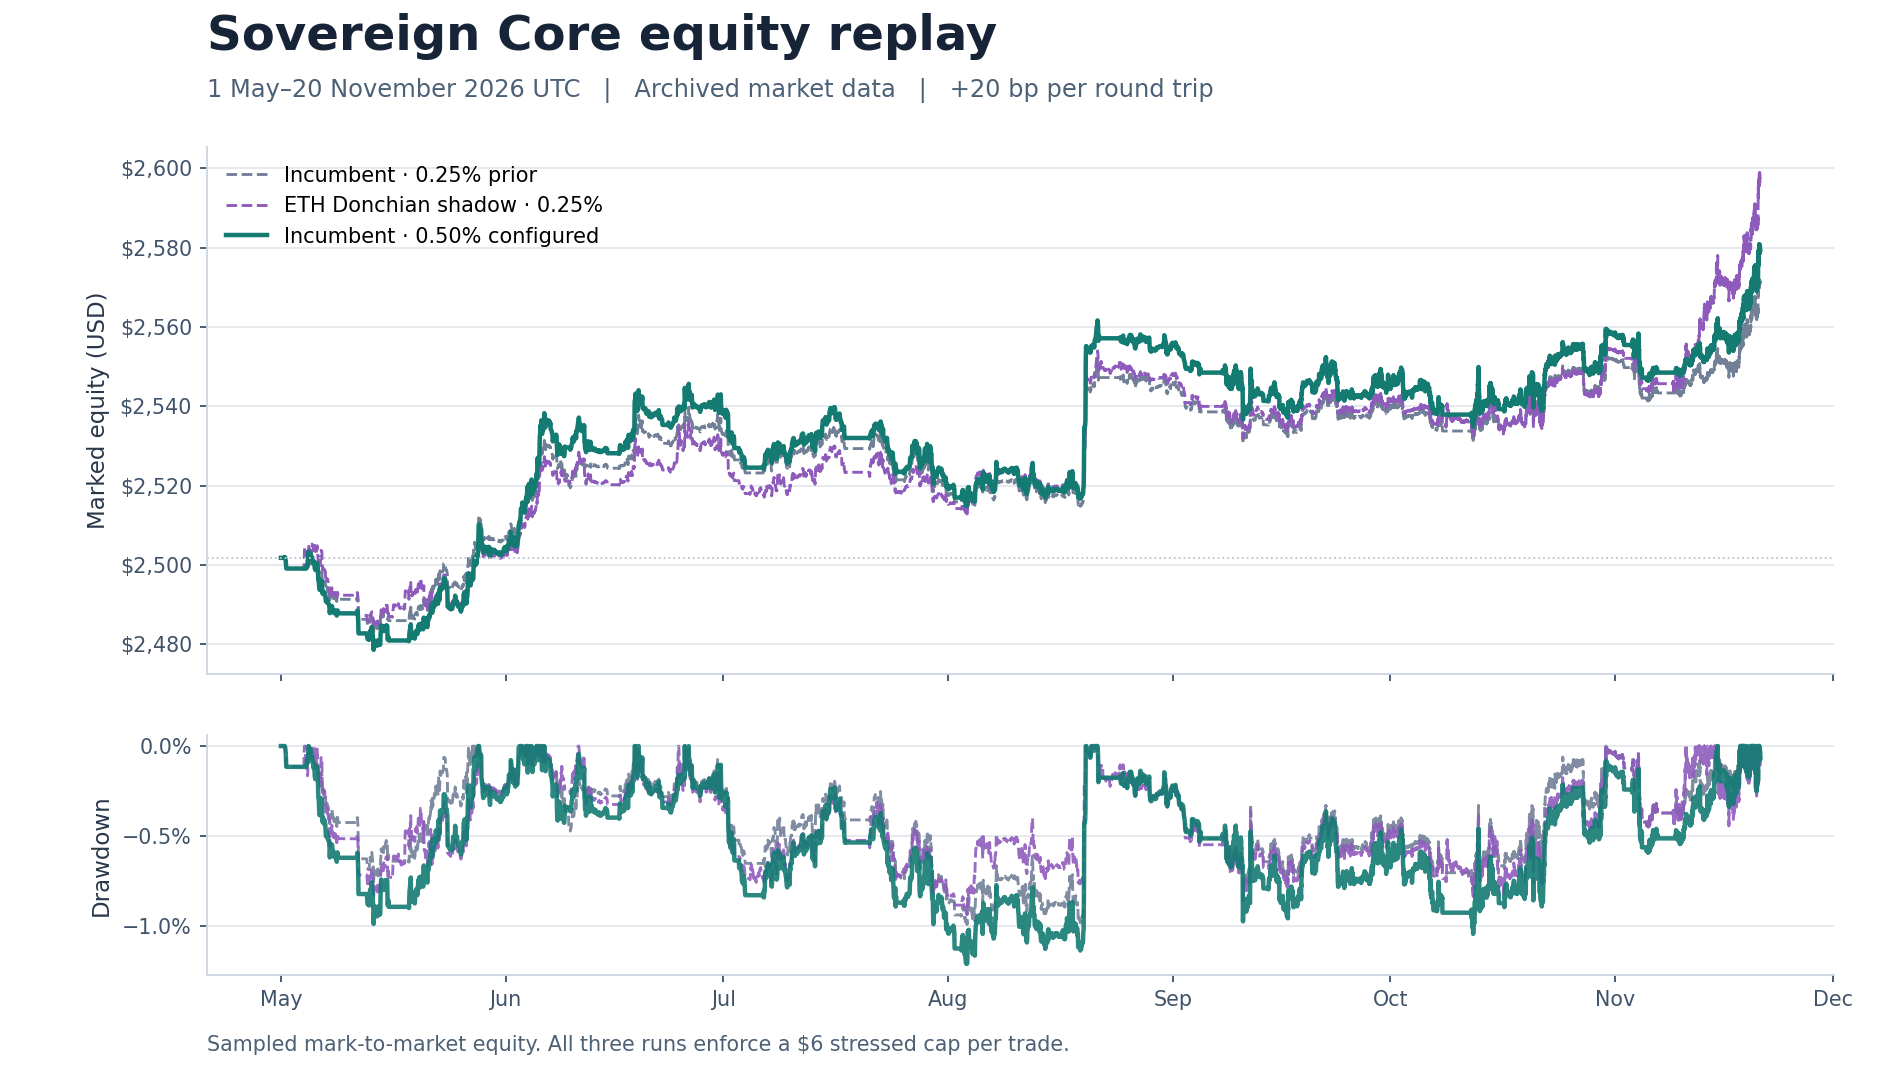 Sovereign Core equity replay
1 May–20 November 2026 UTC | Archived market data | +20 bp per round trip
Marked equity (USD)
$2,600
$2,580
$2,560
$2,540
$2,520
$2,500
$2,480
Incumbent · 0.25% prior
ETH Donchian shadow · 0.25%
Incumbent · 0.50% configured
Drawdown
0.0%
−0.5%
−1.0%
May Jun Jul Aug Sep Oct Nov Dec
Sampled mark-to-market equity. All three runs enforce a $6 stressed cap per trade.